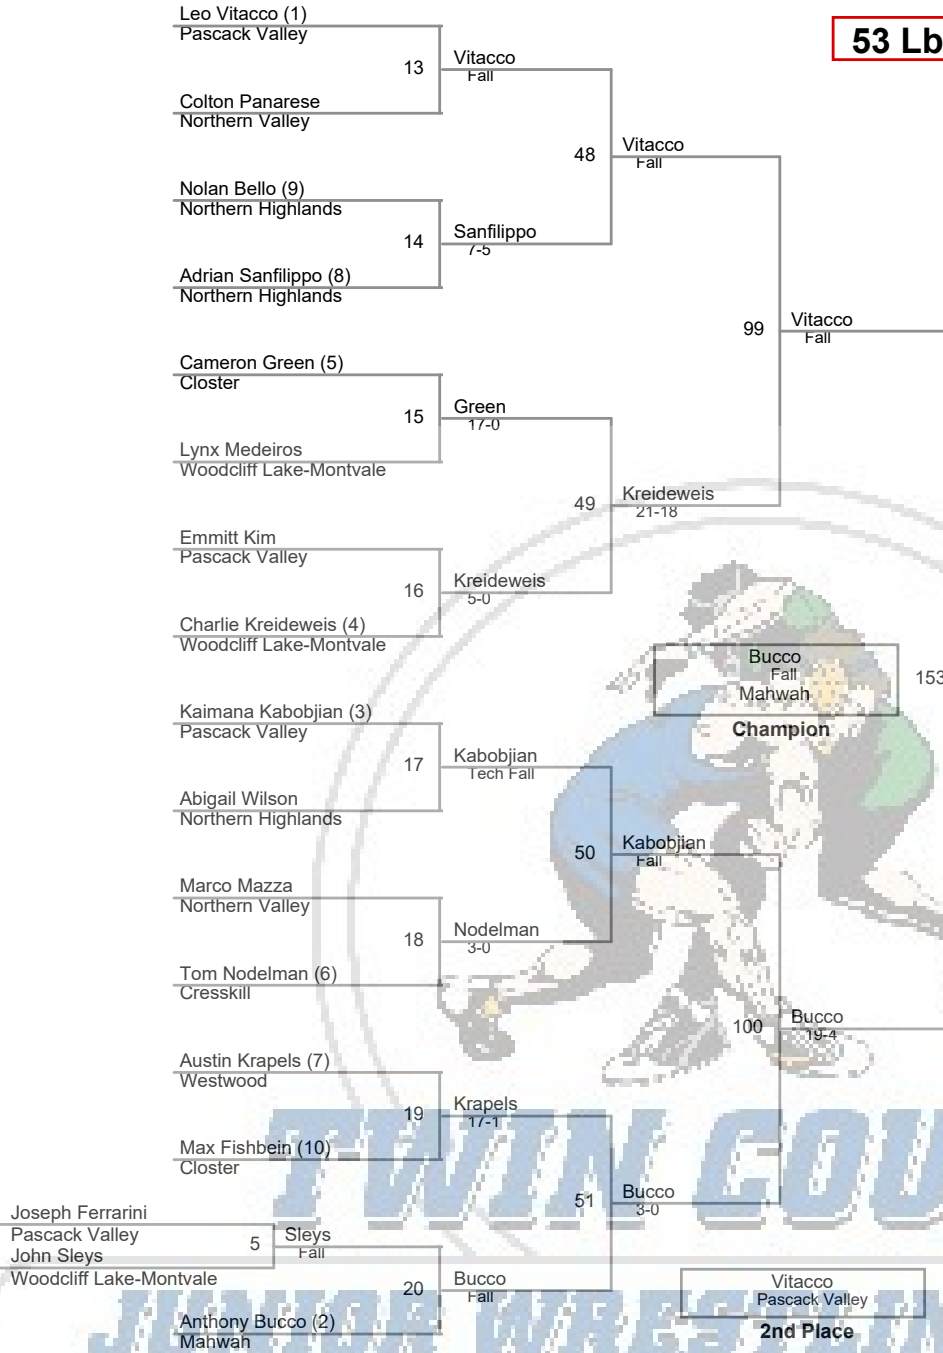 Leo Vitacco (1)
Pascack Valley
53 Lb
13
Vitacco
Fall
Colton Panarese
Northern Valley
48
Vitacco
Fall
Nolan Bello (9)
Northern Highlands
14
Sanfilippo
7-5
Adrian Sanfilippo (8)
Northern Highlands
99
Vitacco
Fall
Cameron Green (5)
Closter
15
Green
17-0
Lynx Medeiros
Woodcliff Lake-Montvale
49
Kreideweis
21-18
Emmitt Kim
Pascack Valley
16
Kreideweis
5-0
Charlie Kreideweis (4)
Woodcliff Lake-Montvale
Bucco
Fall
Mahwah
153
Champion
Kaimana Kabobjian (3)
Pascack Valley
17
Kabobjian
Tech Fall
Abigail Wilson
Northern Highlands
50
Kabobjian
Fall
Marco Mazza
Northern Valley
18
Nodelman
3-0
Tom Nodelman (6)
Cresskill
100
Bucco
19-4
Austin Krapels (7)
Westwood
19
Krapels
17-1
Max Fishbein (10)
Closter
TWIN COU
51
Bucco
3-0
Joseph Ferrarini
Pascack Valley
5
Sleys
Fall
John Sleys
Woodcliff Lake-Montvale
20
Bucco
Fall
Anthony Bucco (2)
Mahwah
Vitacco
Pascack Valley
2nd Place
JUNIOR WRESTLIN